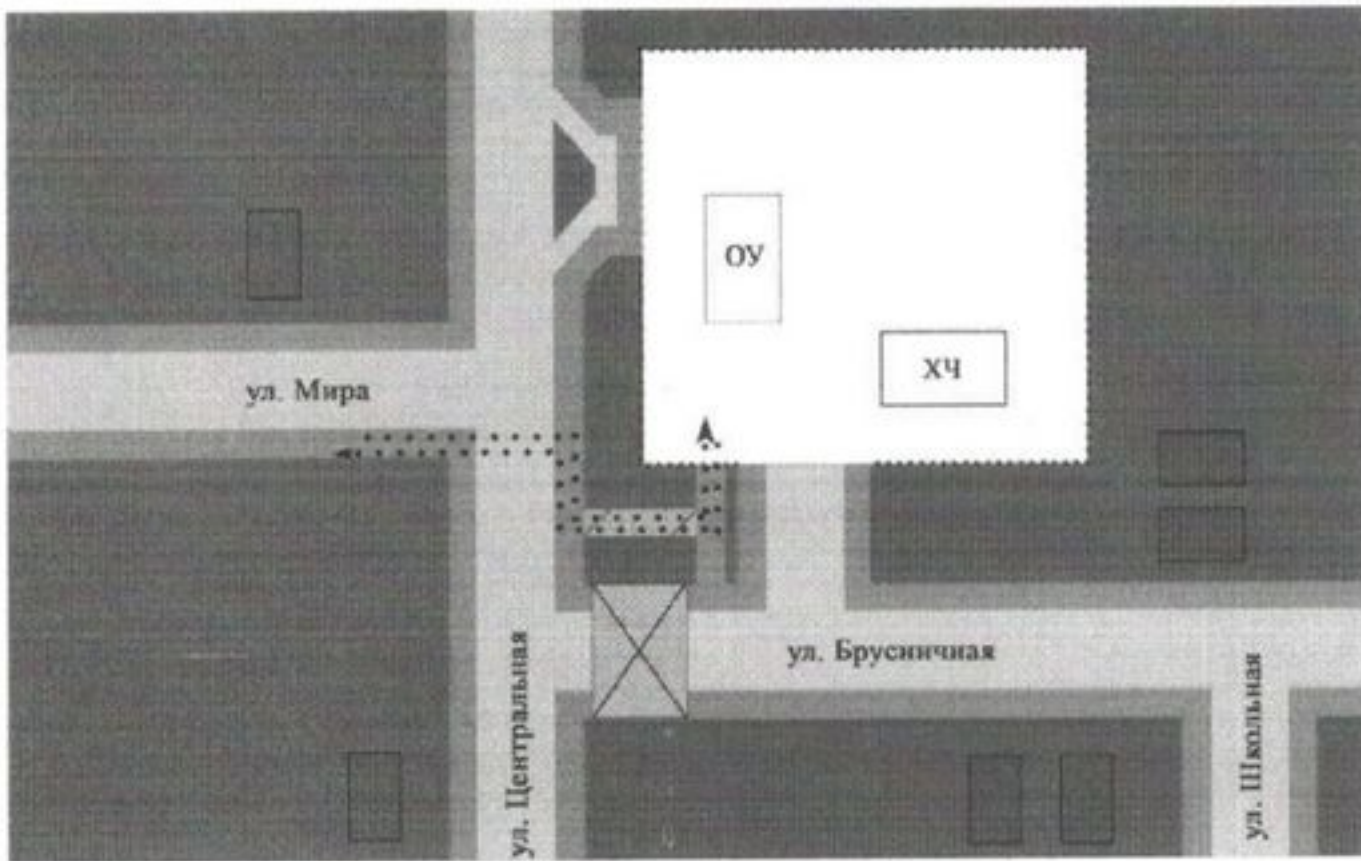 ОУ
ХЧ
ул. Мира
ул. Брусничная
ул. Центральная
ул. Школьная